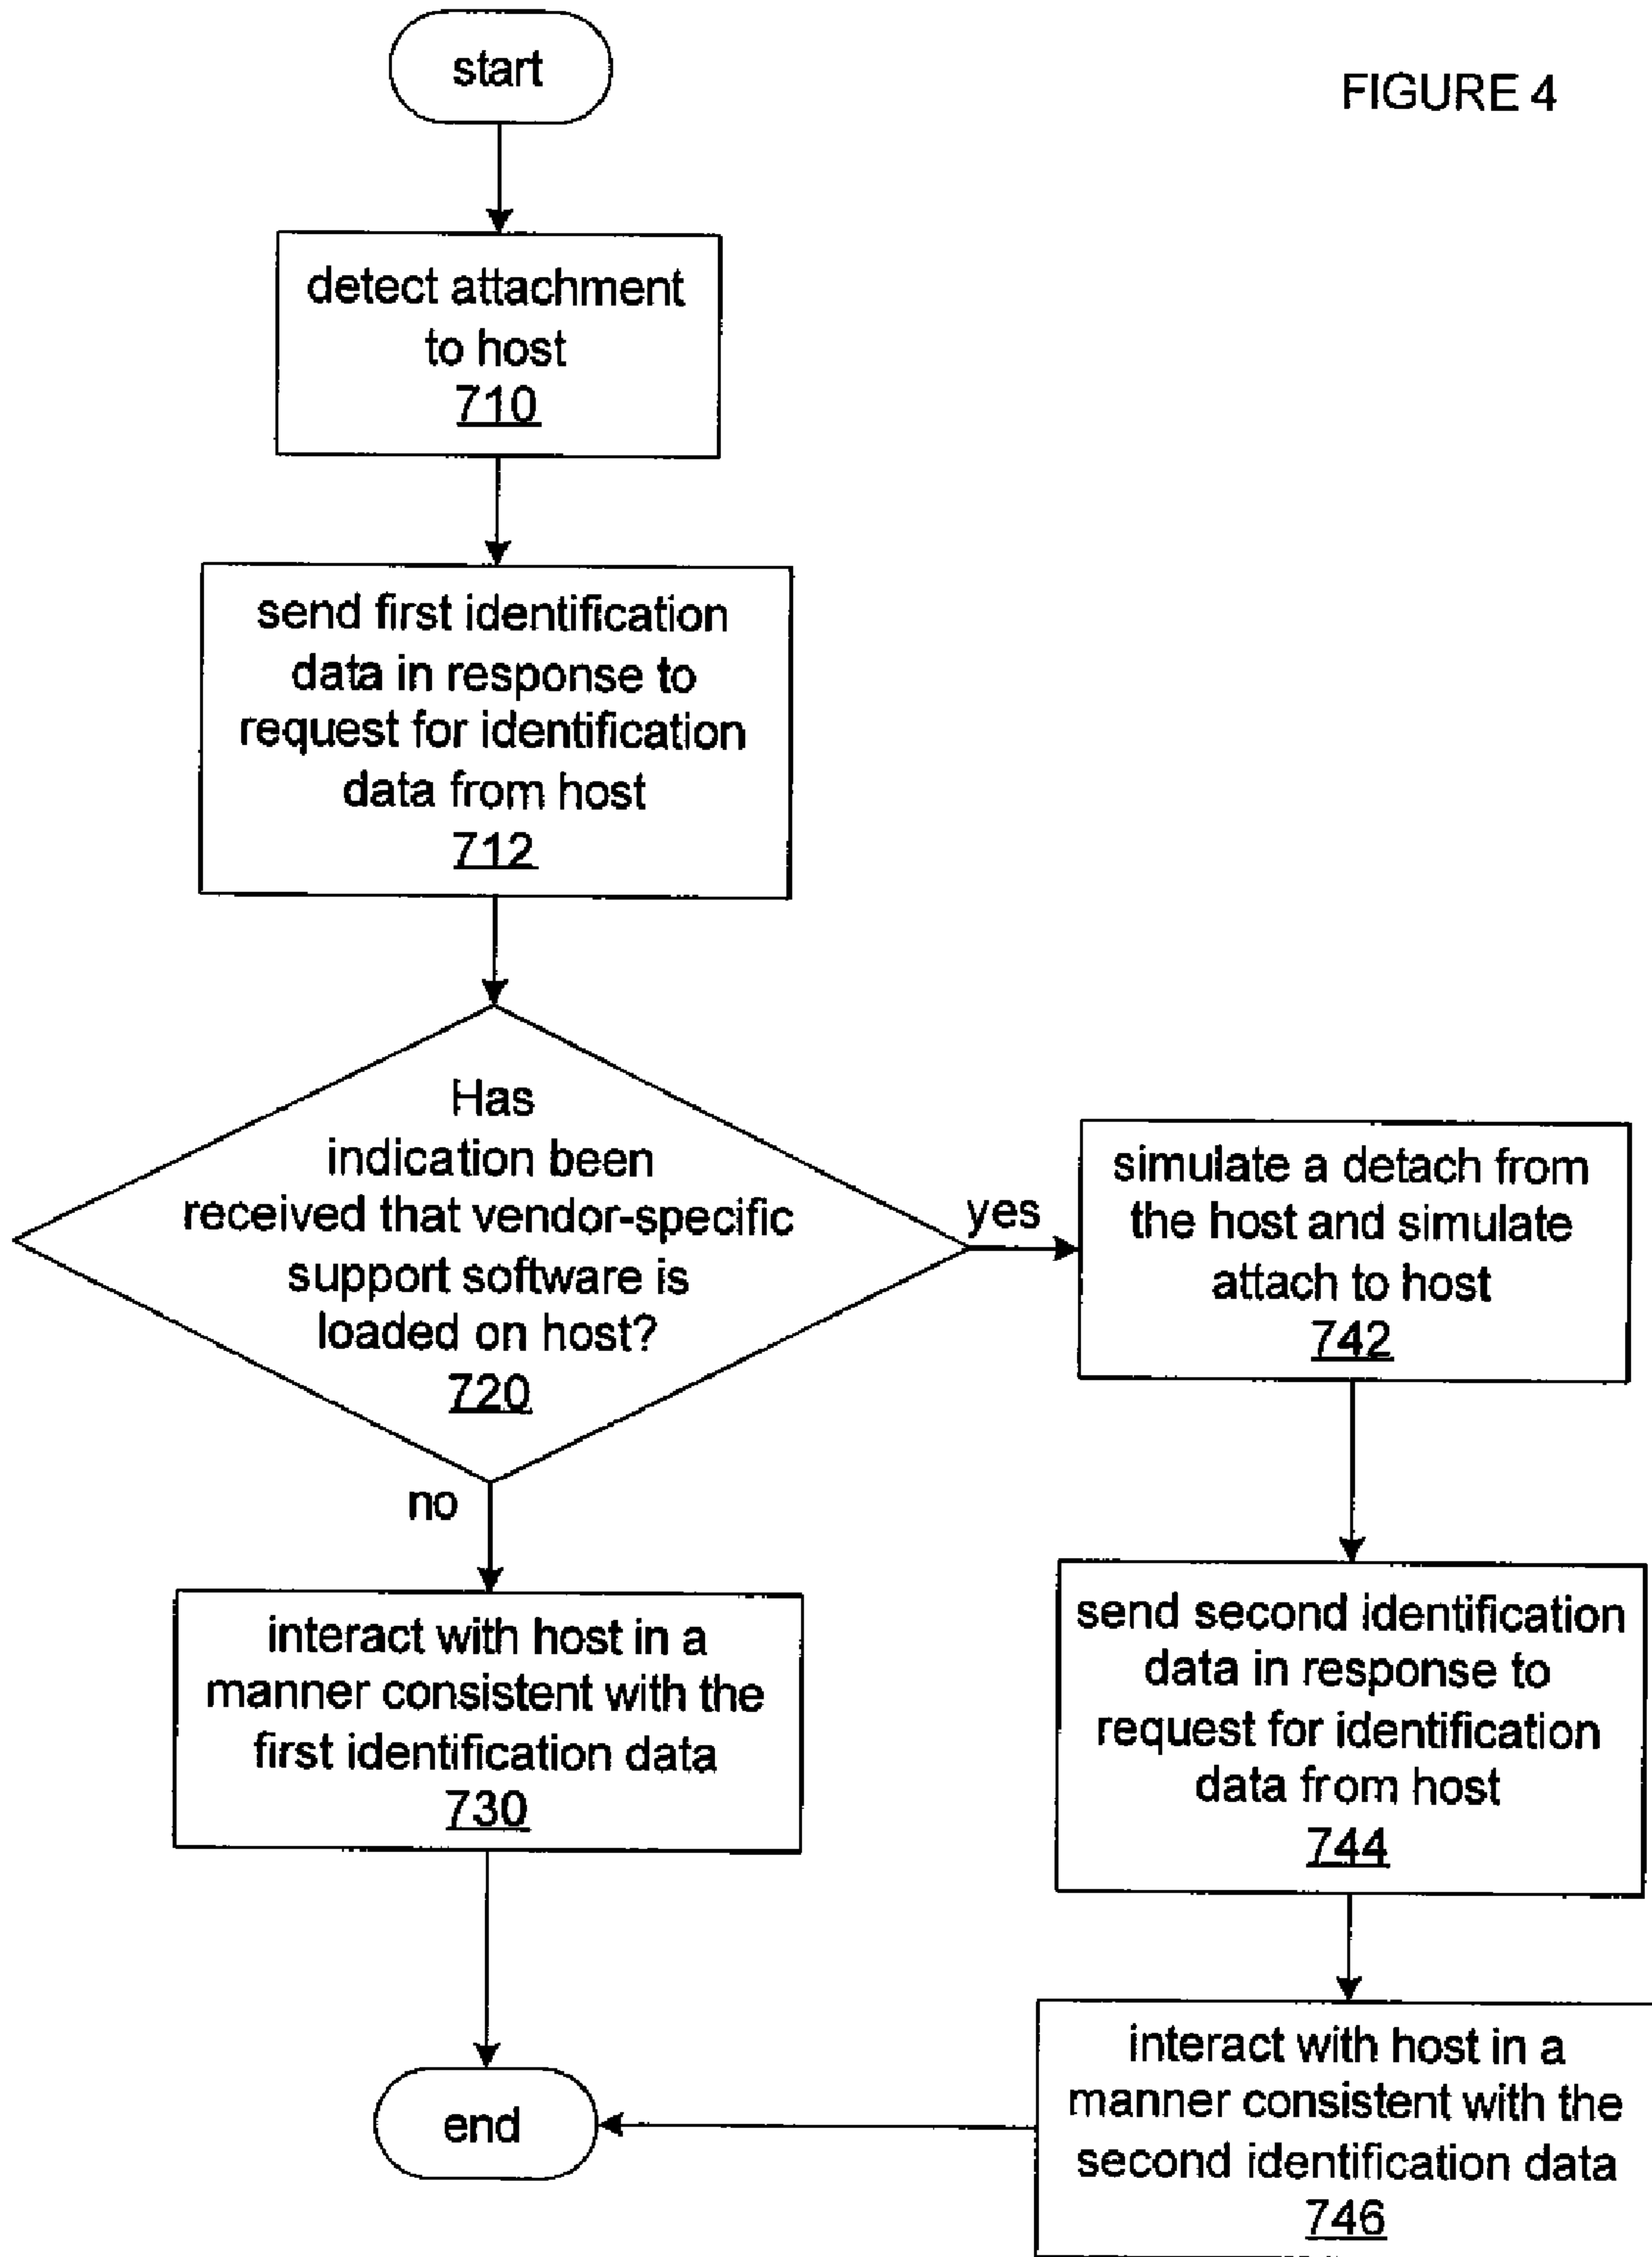 start
FIGURE 4
detect attachment
to host
710
send first identification
data in response to
request for identification
data from host
712
Has
indication been
received that vendor-specific
support software is
loaded on host?
720
yes
simulate a detach from
the host and simulate
attach to host
742
no
interact with host in a
manner consistent with the
first identification data
730
send second identification
data in response to
request for identification
data from host
744
end
interact with host in a
manner consistent with the
second identification data
746